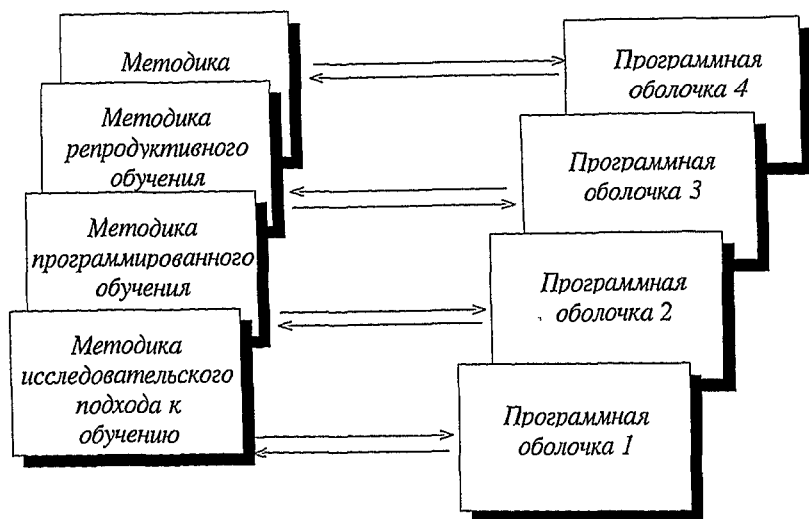 Методика
Методика
репродуктивного
обучения
Методика
программированного
обучения
Методика
исследовательского
подхода к
обучению
Программная
оболочка 4
Программная
оболочка 3
Программная
оболочка 2
Программная
оболочка 1